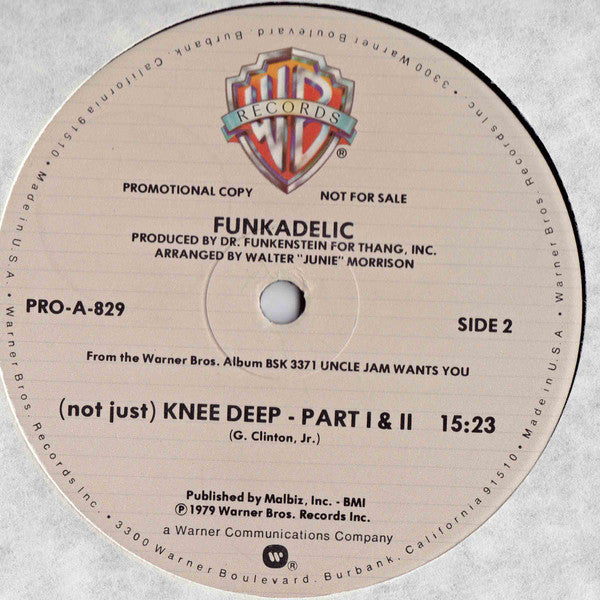 WB
RECORDS
®
PROMOTIONAL COPY NOT FOR SALE
FUNKADELIC
PRODUCED BY DR. FUNKENSTEIN FOR THANG, INC.
ARRANGED BY WALTER "JUNIE" MORRISON
PRO-A-829
SIDE 2
From the Warner Bros. Album BSK 3371 UNCLE JAM WANTS YOU
(not just) KNEE DEEP - PART I & II 15:23
(G. Clinton, Jr.)
Published by Malbiz, Inc. - BMI
℗ 1979 Warner Bros. Records Inc.
a Warner Communications Company
W ®
• Warner Bros. Records Inc. • 3300 Warner Boulevard, Burbank, California 91510 • Made in U.S.A. • Warner Bros. Records Inc. • 3300 Warner Boulevard, Burbank, California 91510 • Made in U.S.A.